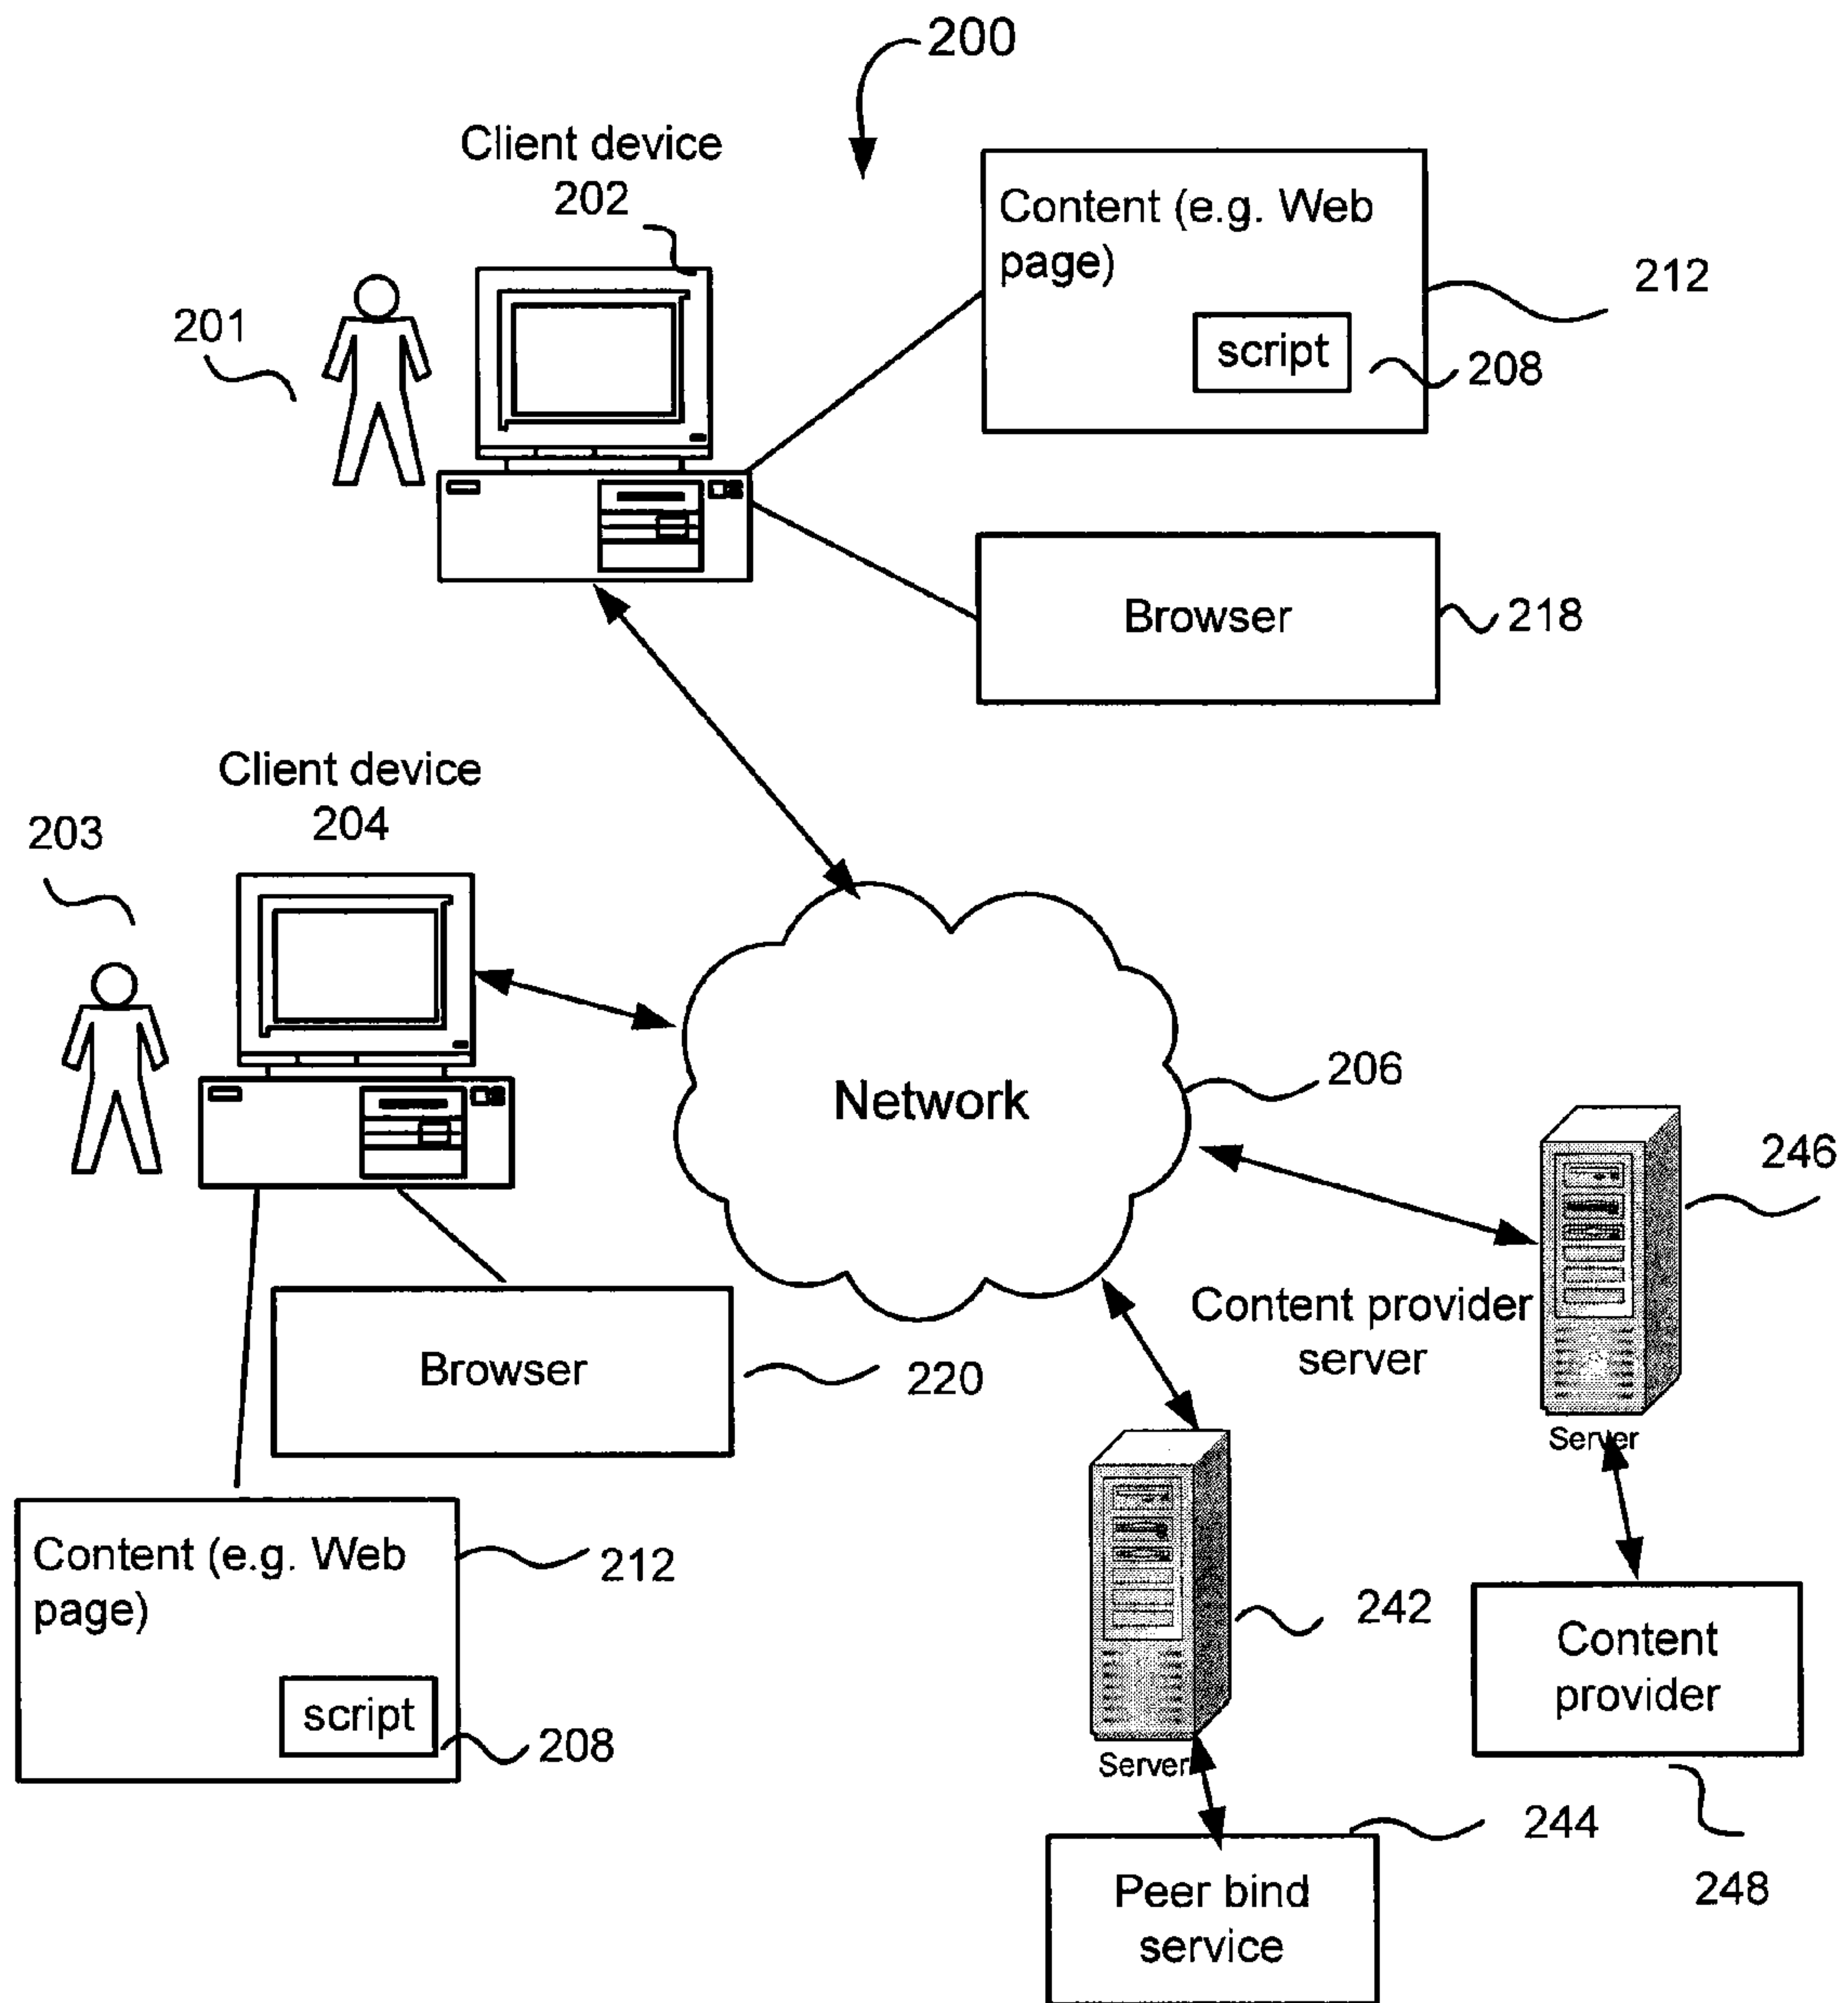 200
Client device
202
Content (e.g. Web
page)
212
201
script
208
Browser
218
Client device
204
203
Network
206
246
Content provider
server
Browser
220
Server
Content (e.g. Web
page)
212
242
Content
provider
script
208
Server
244
248
Peer bind
service